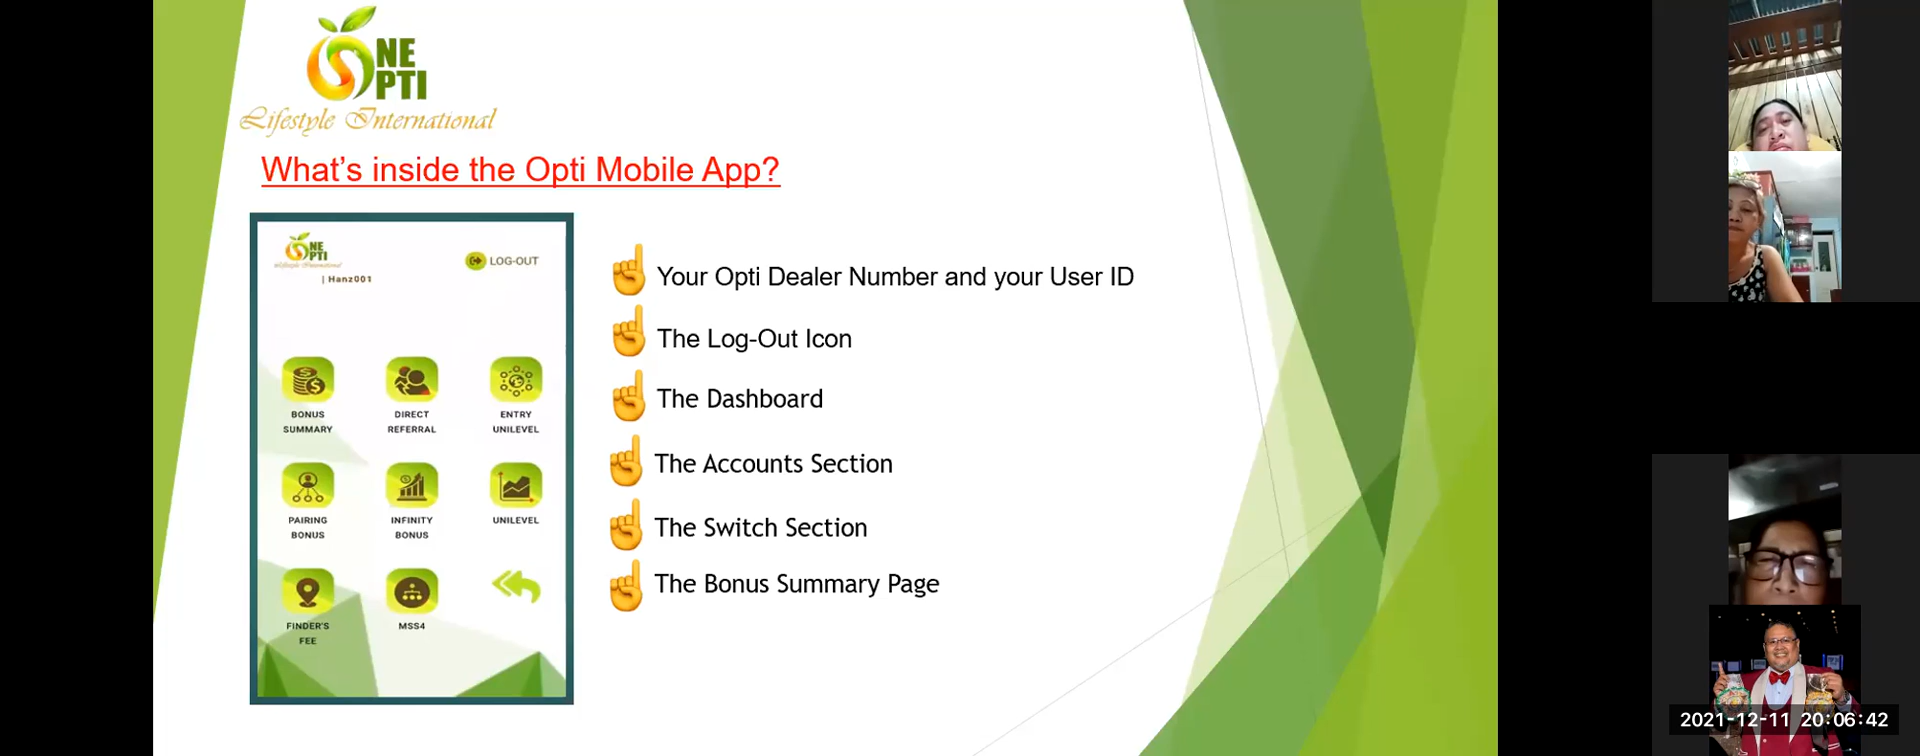 NE
PTI
Lifestyle International
What's inside the Opti Mobile App?
NE
PTI
Lifestyle International
LOG-OUT
| Hanz001
BONUS
SUMMARY
DIRECT
REFERRAL
ENTRY
UNILEVEL
PAIRING
BONUS
INFINITY
BONUS
UNILEVEL
FINDER'S
FEE
MSS4
Your Opti Dealer Number and your User ID
The Log-Out Icon
The Dashboard
The Accounts Section
The Switch Section
The Bonus Summary Page
2021-12-11 20:06:42